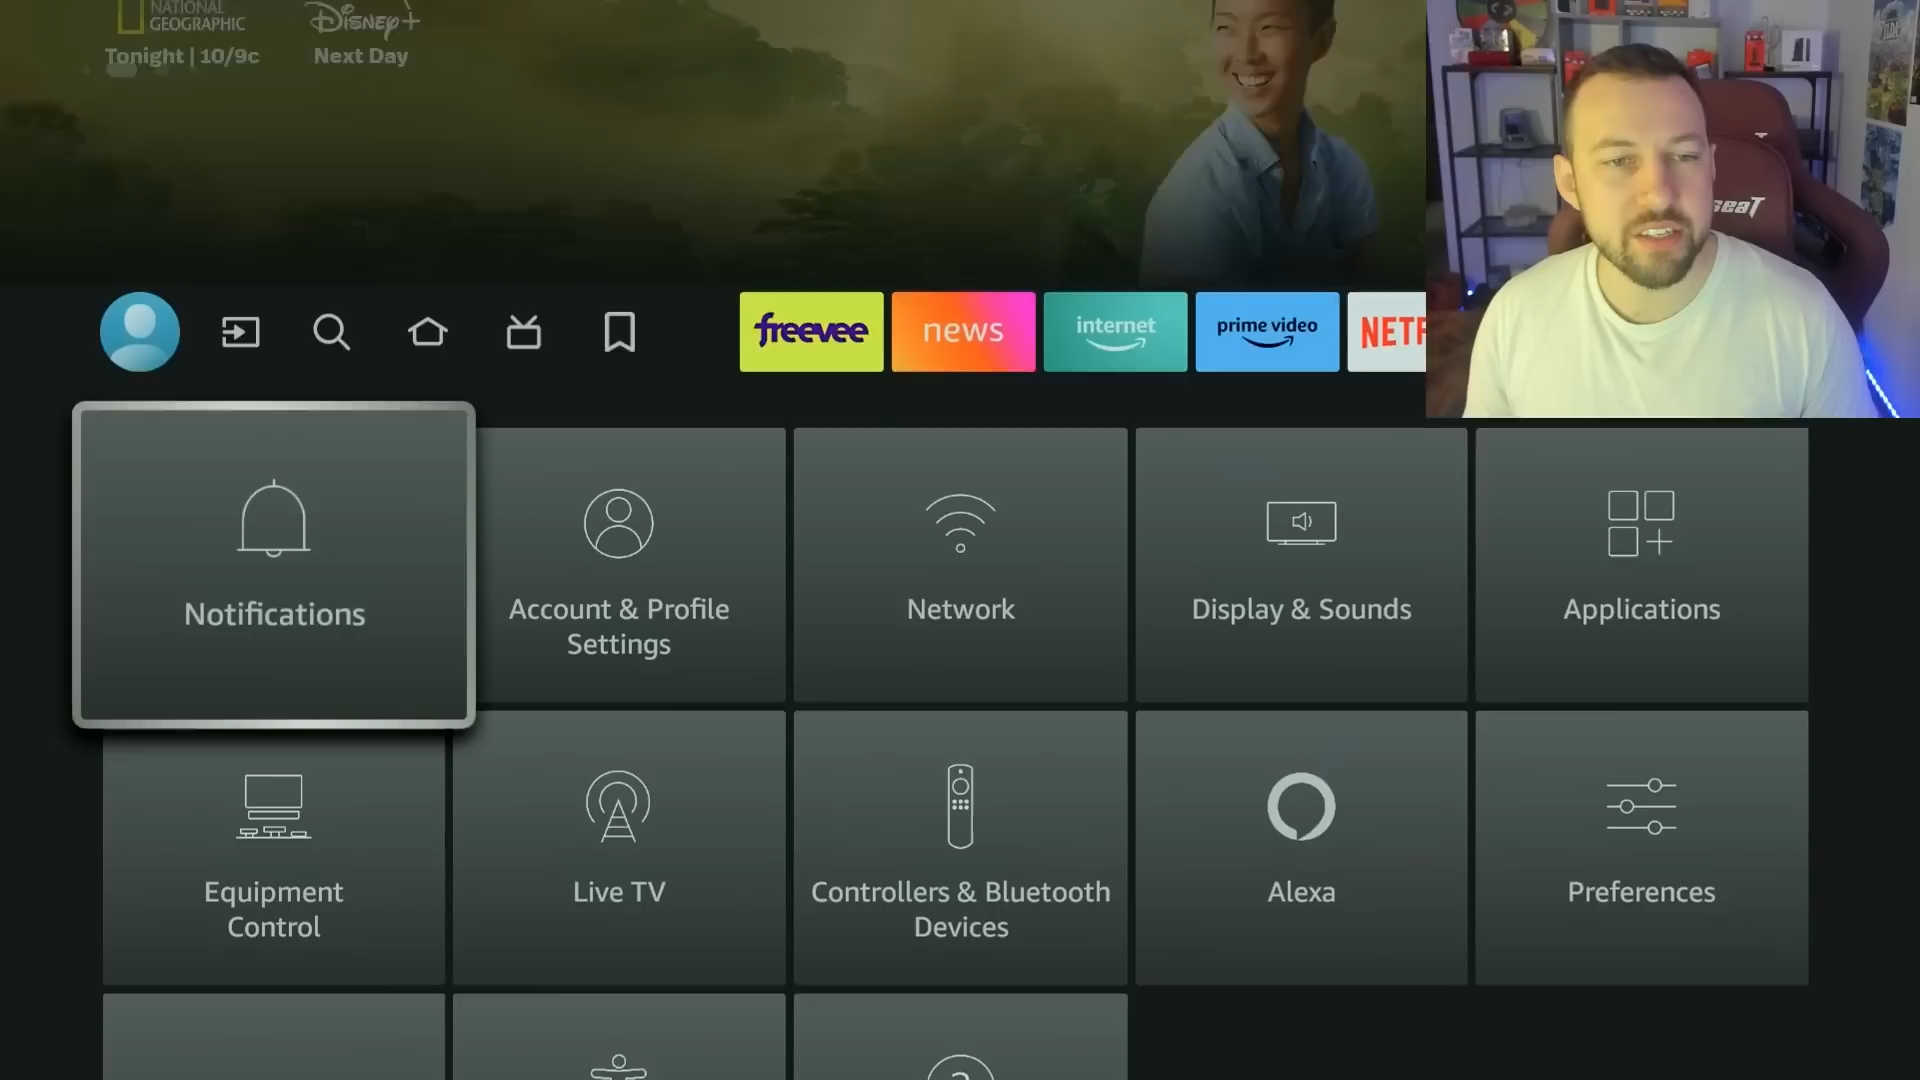 NATIONAL
GEOGRAPHIC
Tonight | 10/9c
Disney+
Next Day
freevee
news
internet
prime video
NETF
seaT
Notifications
Account & Profile
Settings
Network
Display & Sounds
Applications
Equipment
Control
Live TV
Controllers & Bluetooth
Devices
Alexa
Preferences